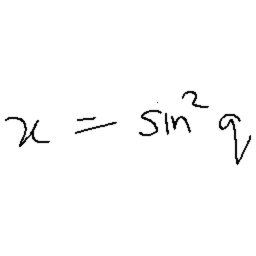 x = sin² q